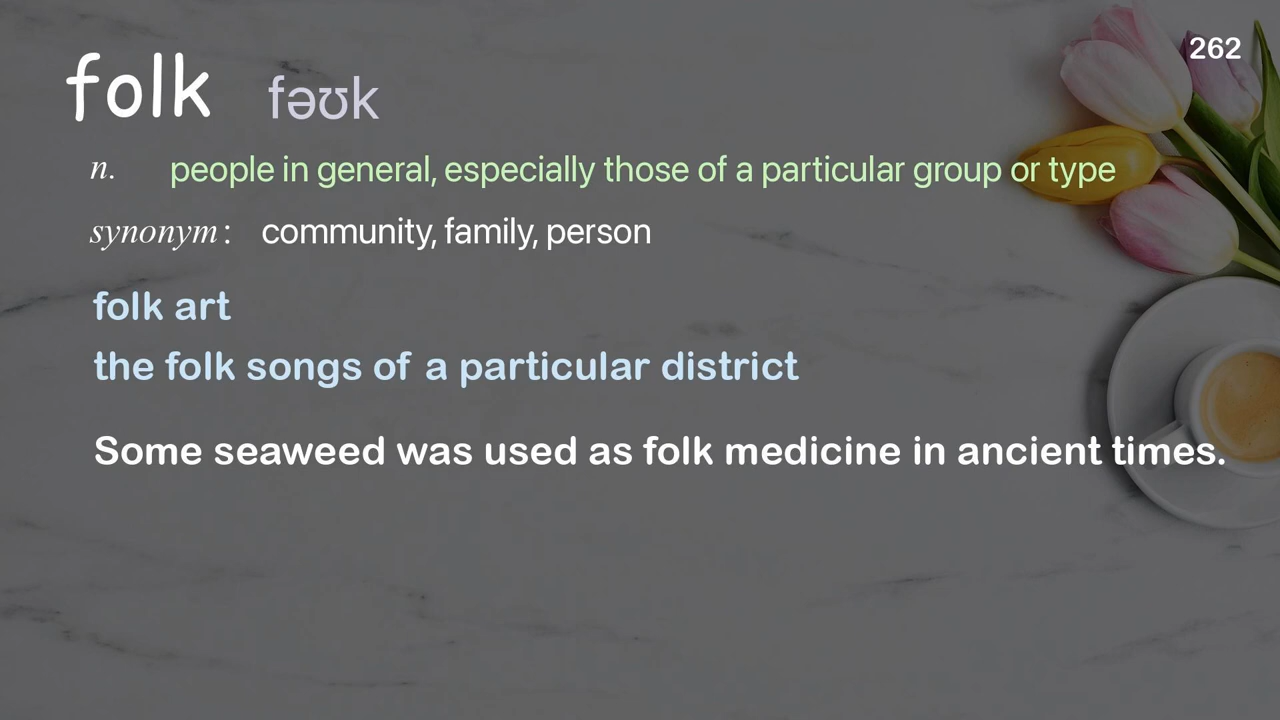 262
folk fəʊk
n. people in general, especially those of a particular group or type
synonym: community, family, person
folk art
the folk songs of a particular district
Some seaweed was used as folk medicine in ancient times.